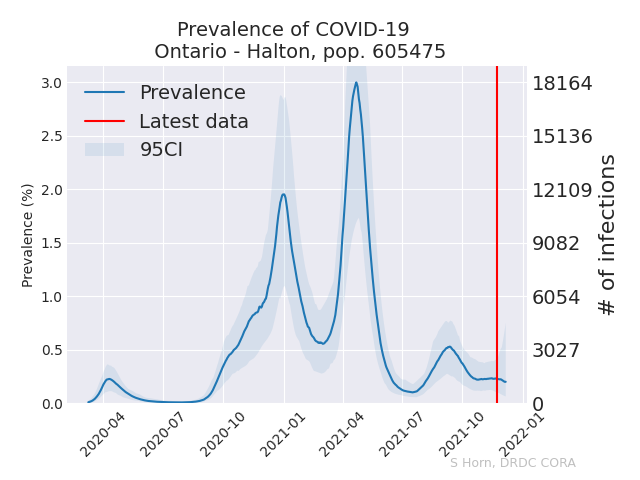 Prevalence of COVID-19
Ontario - Halton, pop. 605475
Prevalence
Latest data
95CI
Prevalence (%)
3.0
2.5
2.0
1.5
1.0
0.5
0.0
18164
15136
12109
9082
6054
3027
0
# of infections
2020-04
2020-07
2020-10
2021-01
2021-04
2021-07
2021-10
2022-01
S Horn, DRDC CORA